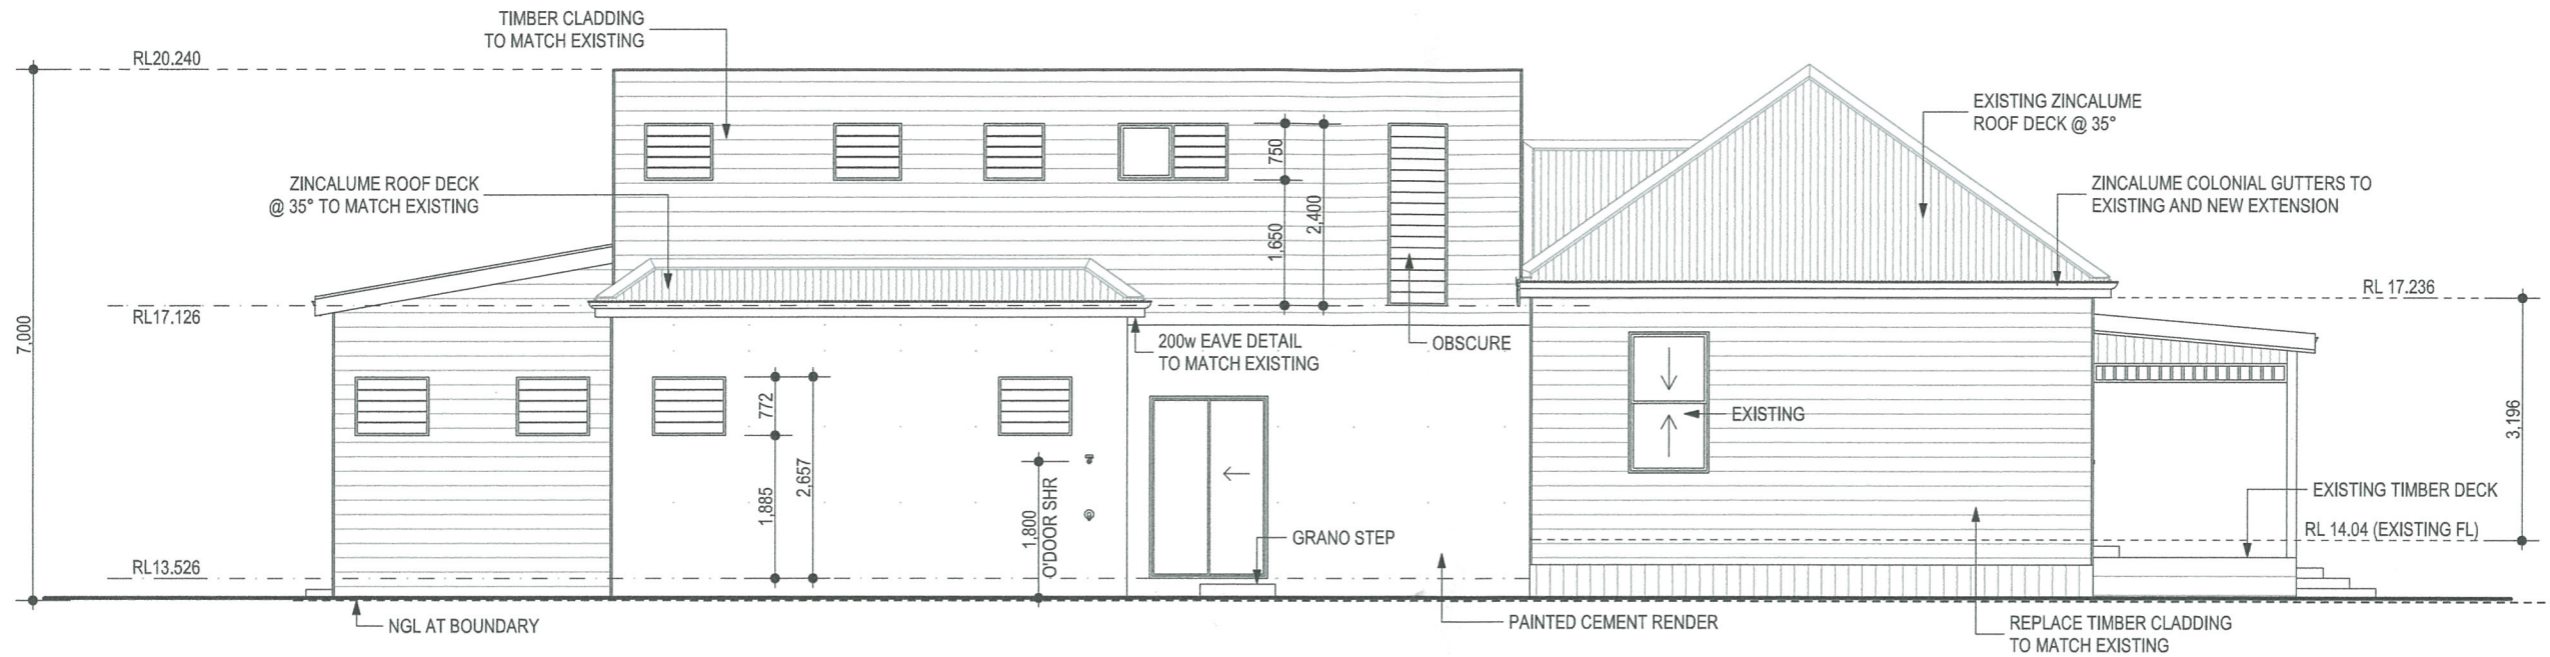 TIMBER CLADDING
TO MATCH EXISTING
RL20.240
EXISTING ZINCALUME
ROOF DECK @ 35°
ZINCALUME ROOF DECK
@ 35° TO MATCH EXISTING
750
1,650
2,400
ZINCALUME COLONIAL GUTTERS TO
EXISTING AND NEW EXTENSION
RL 17.236
RL17.126
7,000
200w EAVE DETAIL
TO MATCH EXISTING
OBSCURE
772
1,885
2,657
EXISTING
3,196
1,800
O'DOOR SHR
GRANO STEP
EXISTING TIMBER DECK
RL 14.04 (EXISTING FL)
RL13.526
NGL AT BOUNDARY
PAINTED CEMENT RENDER
REPLACE TIMBER CLADDING
TO MATCH EXISTING